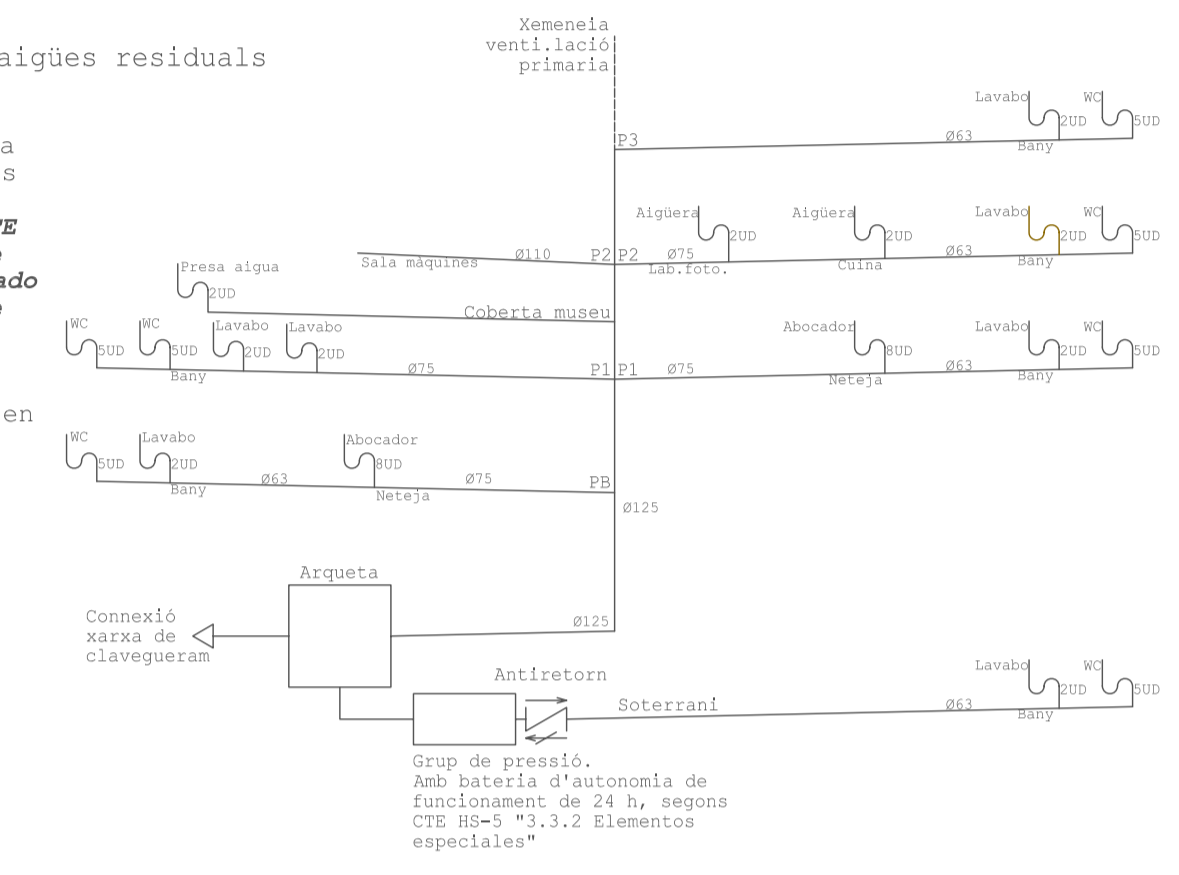 Xemeneia
venti.lació
primaria
aigües residuals
a
s
TE
e
ado
e
en
Lavabo
WC
2UD
5UD
P3
Ø63
Bany
Aigüera
Aigüera
Lavabo
WC
2UD
2UD
2UD
5UD
Sala màquines
Ø110
P2
P2
Ø75
Lab.foto.
Cuina
Ø63
Bany
Presa aigua
2UD
Coberta museu
WC
WC
Lavabo
Lavabo
5UD
5UD
2UD
2UD
Bany
Ø75
P1
P1
Ø75
Abocador
8UD
Neteja
Ø63
Lavabo
2UD
WC
5UD
Bany
WC
Lavabo
Abocador
5UD
2UD
8UD
Bany
Ø63
Neteja
Ø75
PB
Ø125
Arqueta
Connexió
xarxa de
clavegueram
Ø125
Antiretorn
Soterrani
Lavabo
WC
2UD
5UD
Ø63
Bany
Grup de pressió.
Amb bateria d'autonomia de
funcionament de 24 h, segons
CTE HS-5 "3.3.2 Elementos
especiales"